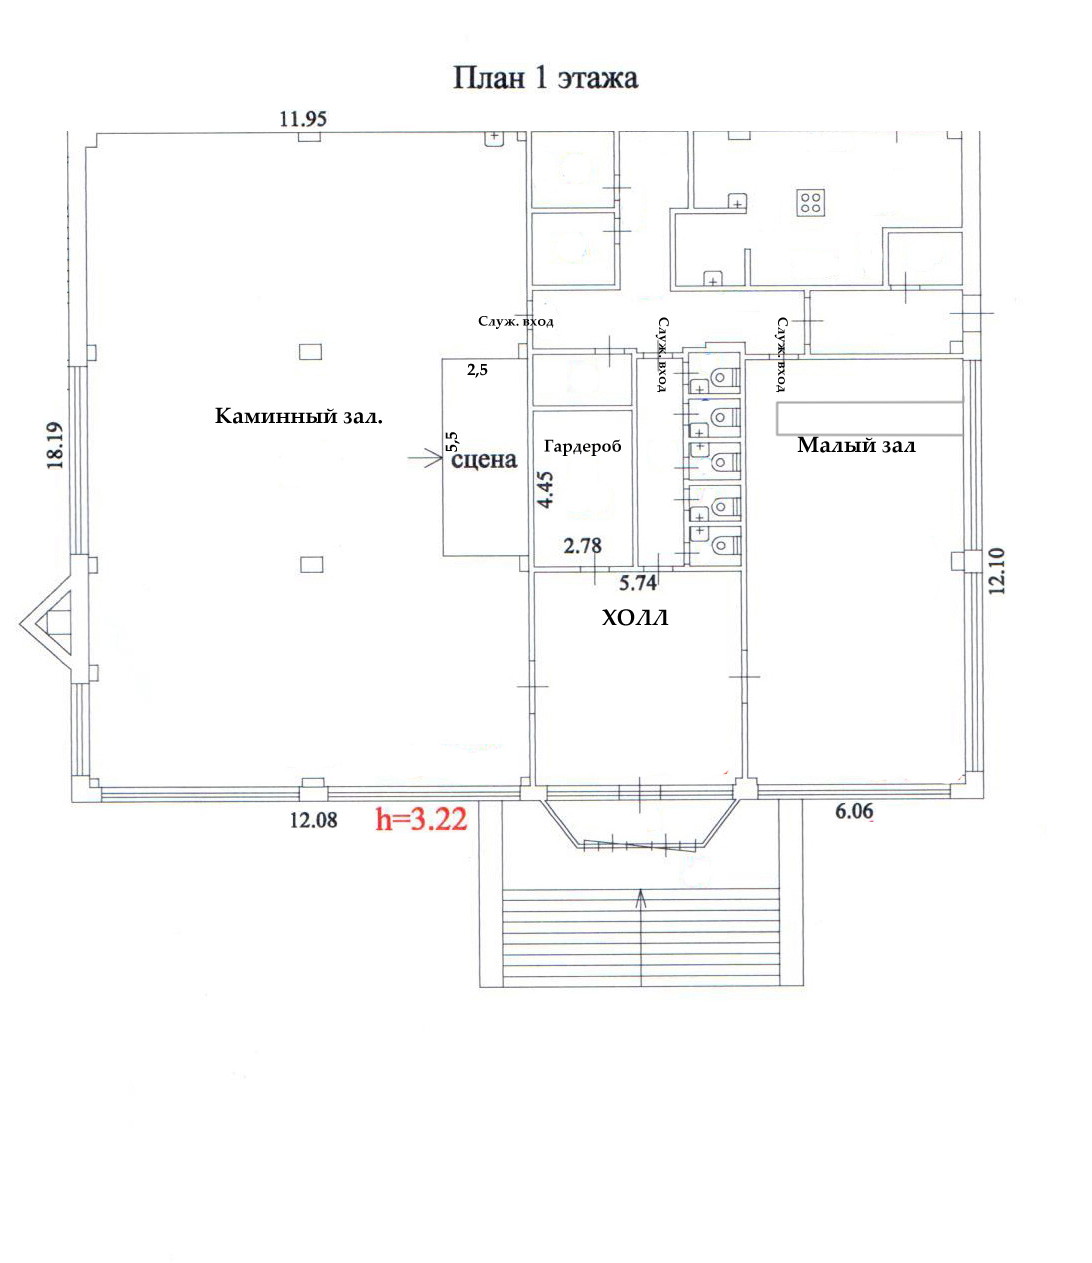 План 1 этажа
11.95
Служ. вход
Служ. вход
Служ. вход
2,5
Каминный зал.
18.19
5,5
сцена
Гардероб
Малый зал
4.45
2.78
5.74
12.10
ХОЛЛ
12.08
h=3.22
6.06